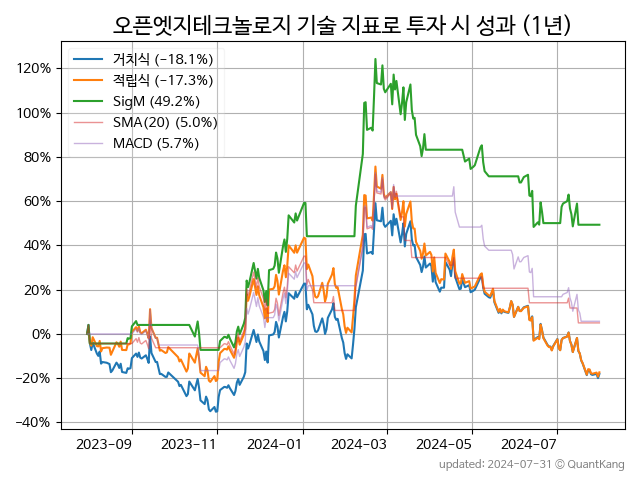 오픈엣지테크놀로지 기술 지표로 투자 시 성과 (1년)
거치식 (-18.1%)
적립식 (-17.3%)
SigM (49.2%)
SMA(20) (5.0%)
MACD (5.7%)
120%
100%
80%
60%
40%
20%
0%
-20%
-40%
2023-09 2023-11 2024-01 2024-03 2024-05 2024-07
updated: 2024-07-31 © QuantKang